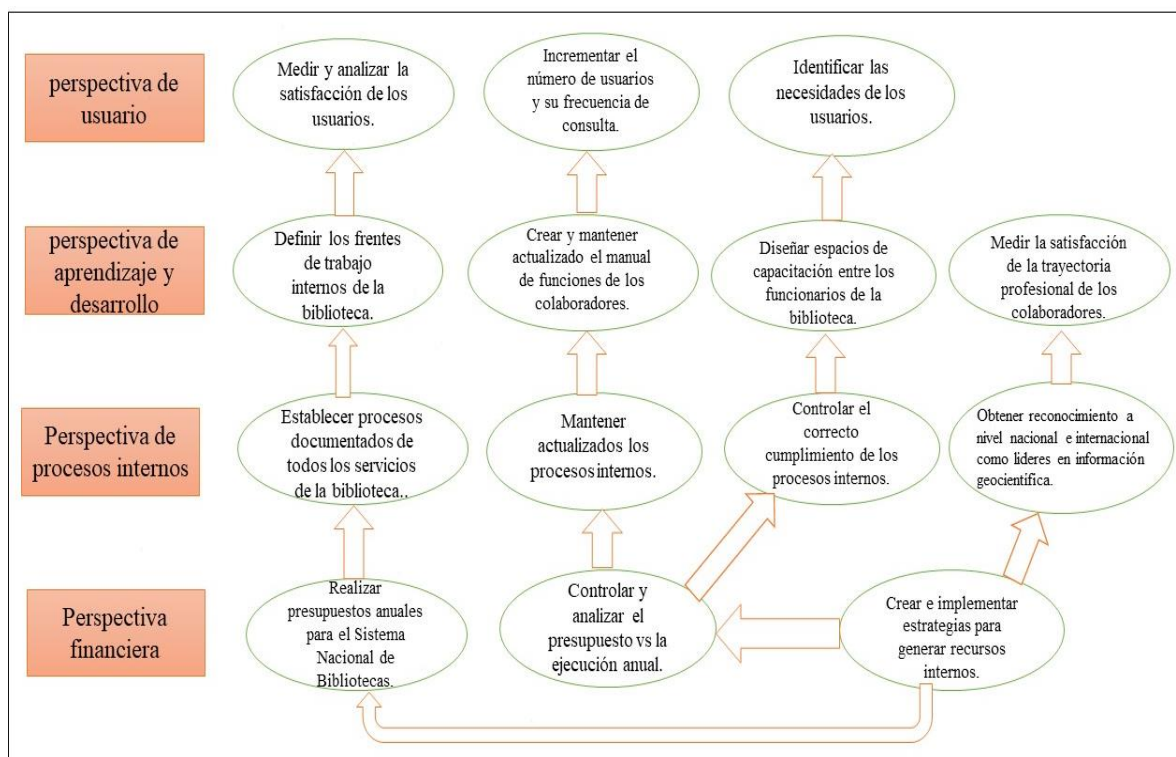 perspectiva de
usuario
Medir y analizar la
satisfacción de los
usuarios.
Incrementar el
número de usuarios
y su frecuencia de
consulta.
Identificar las
necesidades de los
usuarios.
perspectiva de
aprendizaje y
desarrollo
Definir los frentes
de trabajo
internos de la
biblioteca.
Crear y mantener
actualizado el manual
de funciones de los
colaboradores.
Diseñar espacios de
capacitación entre los
funcionarios de la
biblioteca.
Medir la satisfacción
de la trayectoria
profesional de los
colaboradores.
Perspectiva de
procesos internos
Establecer procesos
documentados de
todos los servicios
de la biblioteca..
Mantener
actualizados los
procesos internos.
Controlar el
correcto
cumplimiento de los
procesos internos.
Obtener reconocimiento a
nivel nacional e internacional
como lideres en información
geocientífica.
Perspectiva
financiera
Realizar
presupuestos anuales
para el Sistema
Nacional de
Bibliotecas.
Controlar y
analizar el
presupuesto vs la
ejecución anual.
Crear e implementar
estrategias para
generar recursos
internos.